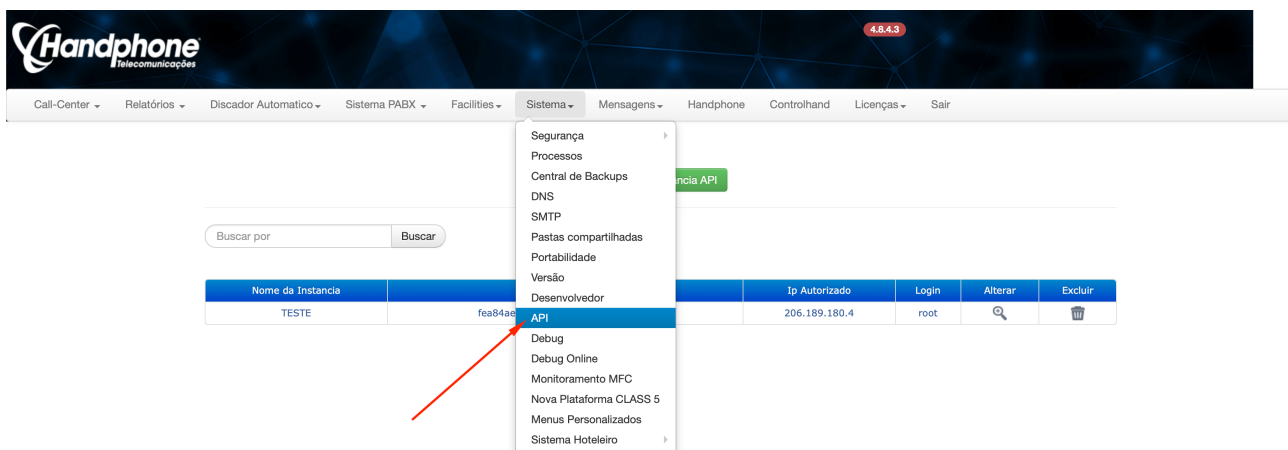 Handphone
Telecomunicações
4.8.4.3
Call-Center Relatórios Discador Automatico Sistema PABX Facilities Sistema Mensagens Handphone Controlhand Licenças Sair
Segurança
Processos
Central de Backups
ncia API
DNS
SMTP
Buscar por Buscar
Pastas compartilhadas
Portabilidade
Versão
Nome da Instancia Ip Autorizado Login Alterar Excluir
Desenvolvedor
TESTE fea84ae API 206.189.180.4 root
Debug
Debug Online
Monitoramento MFC
Nova Plataforma CLASS 5
Menus Personalizados
Sistema Hoteleiro